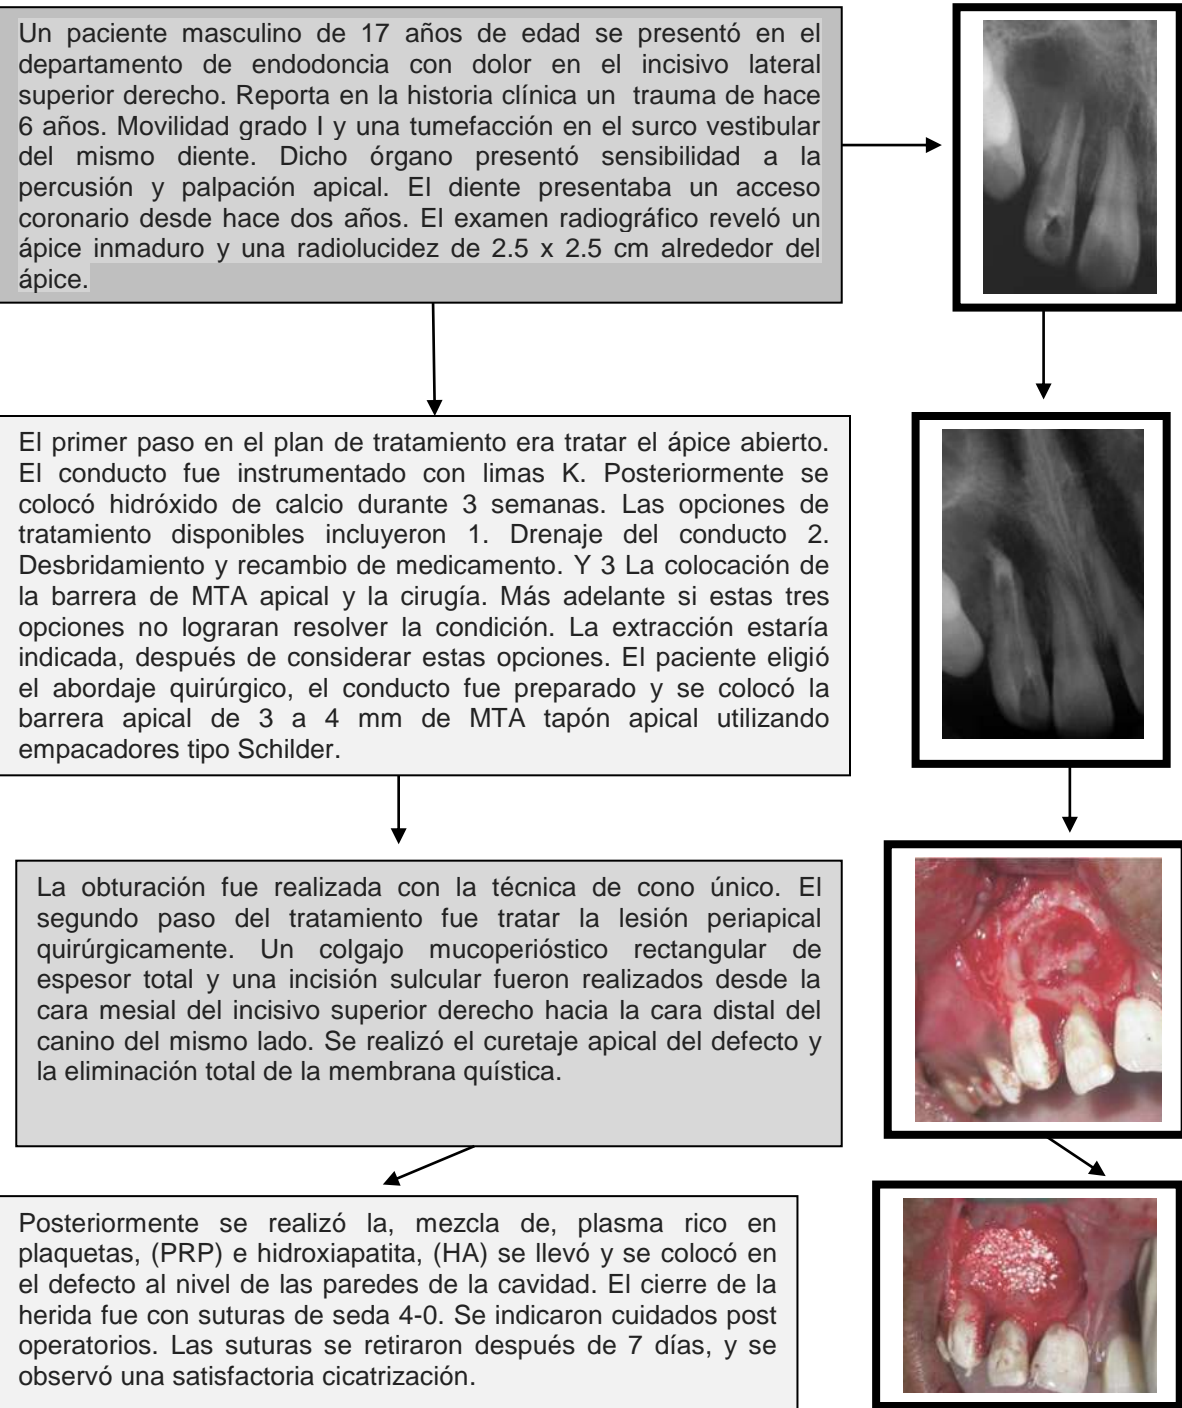 Un paciente masculino de 17 años de edad se presentó en el
departamento de endodoncia con dolor en el incisivo lateral
superior derecho. Reporta en la historia clínica un trauma de hace
6 años. Movilidad grado I y una tumefacción en el surco vestibular
del mismo diente. Dicho órgano presentó sensibilidad a la
percusión y palpación apical. El diente presentaba un acceso
coronario desde hace dos años. El examen radiográfico reveló un
ápice inmaduro y una radiolucidez de 2.5 x 2.5 cm alrededor del
ápice.
El primer paso en el plan de tratamiento era tratar el ápice abierto.
El conducto fue instrumentado con limas K. Posteriormente se
colocó hidróxido de calcio durante 3 semanas. Las opciones de
tratamiento disponibles incluyeron 1. Drenaje del conducto 2.
Desbridamiento y recambio de medicamento. Y 3 La colocación de
la barrera de MTA apical y la cirugía. Más adelante si estas tres
opciones no lograran resolver la condición. La extracción estaría
indicada, después de considerar estas opciones. El paciente eligió
el abordaje quirúrgico, el conducto fue preparado y se colocó la
barrera apical de 3 a 4 mm de MTA tapón apical utilizando
empacadores tipo Schilder.
La obturación fue realizada con la técnica de cono único. El
segundo paso del tratamiento fue tratar la lesión periapical
quirúrgicamente. Un colgajo mucoperióstico rectangular de
espesor total y una incisión sulcular fueron realizados desde la
cara mesial del incisivo superior derecho hacia la cara distal del
canino del mismo lado. Se realizó el curetaje apical del defecto y
la eliminación total de la membrana quística.
Posteriormente se realizó la, mezcla de, plasma rico en
plaquetas, (PRP) e hidroxiapatita, (HA) se llevó y se colocó en
el defecto al nivel de las paredes de la cavidad. El cierre de la
herida fue con suturas de seda 4-0. Se indicaron cuidados post
operatorios. Las suturas se retiraron después de 7 días, y se
observó una satisfactoria cicatrización.